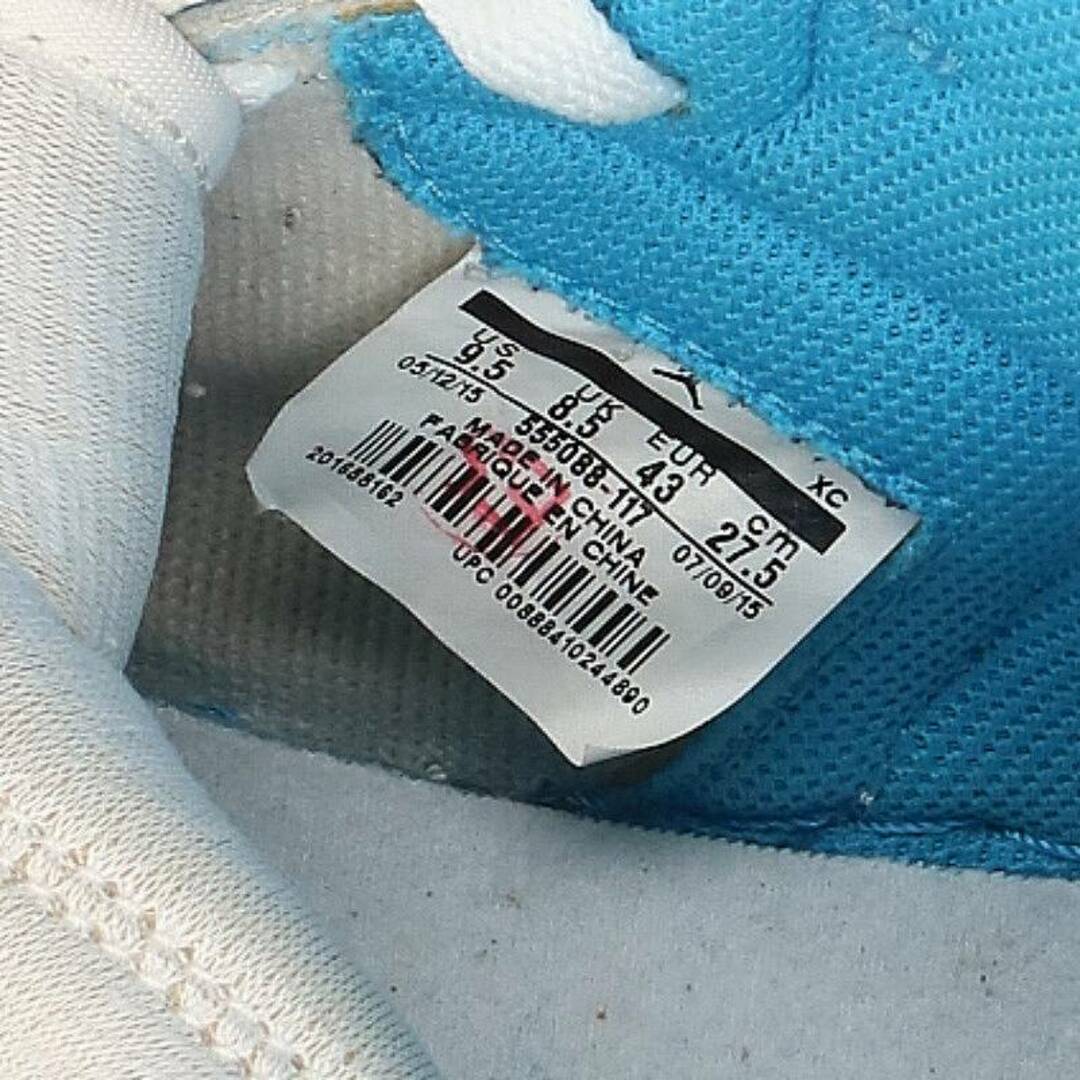 XC
US UK EUR cm
9.5 8.5 43 27.5
05/12/15 555088-117 07/09/15
MADE IN CHINA
FABRIQUE EN CHINE
201688162
UPC 00888410244890